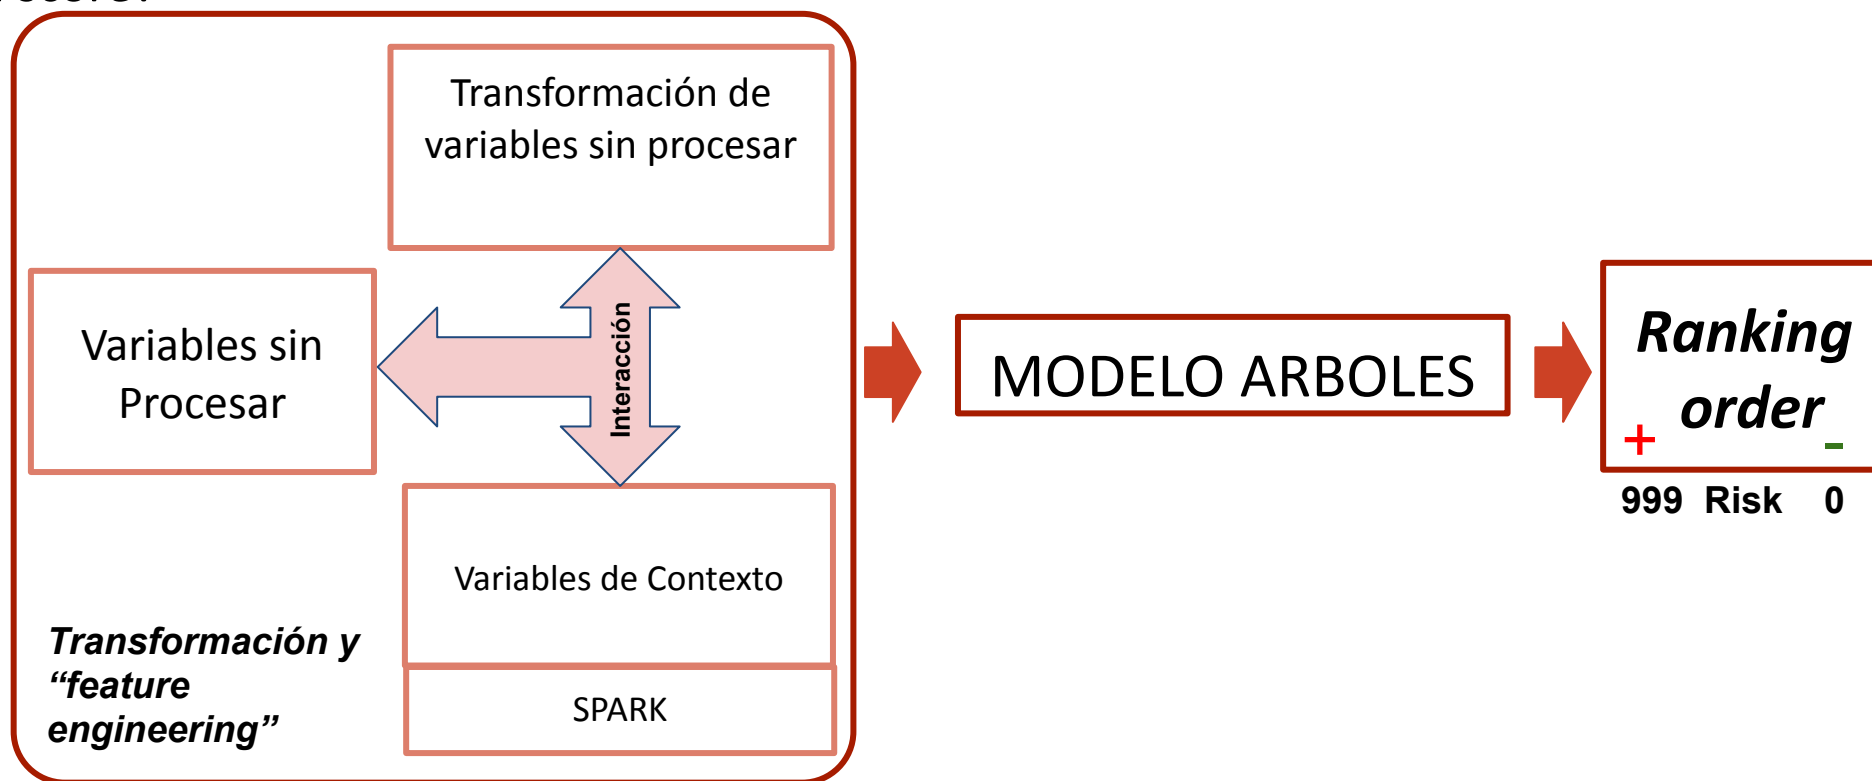 Transformación de
variables sin procesar
Variables sin
Procesar
Interacción
Variables de Contexto
SPARK
Transformación y
“feature
engineering”
MODELO ARBOLES
Ranking
order
+ -
999 Risk 0